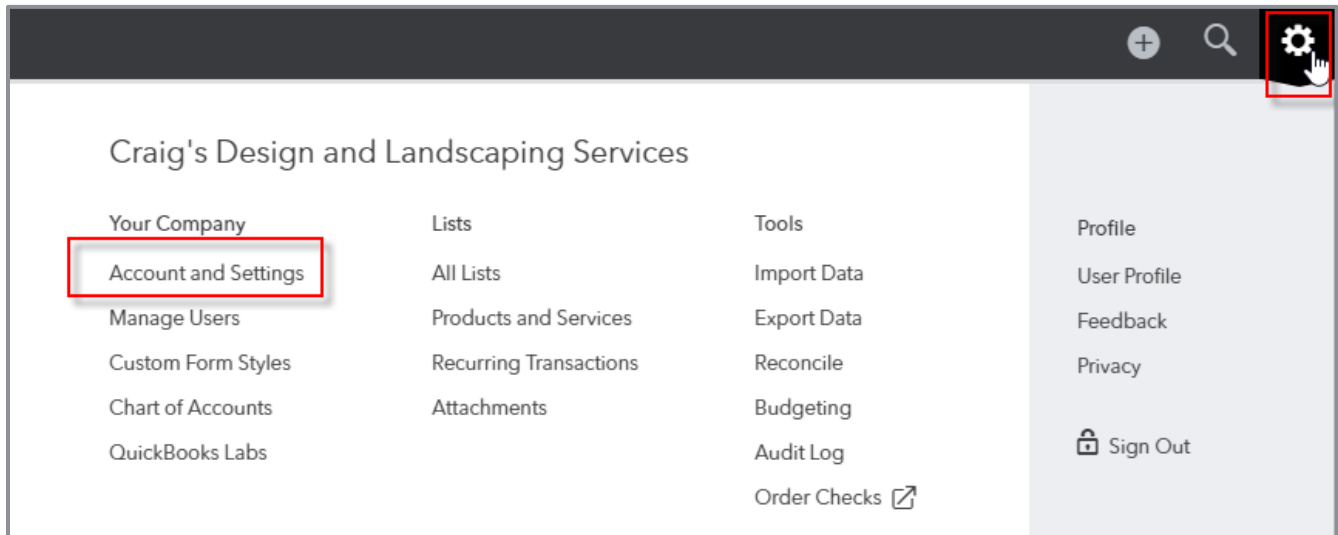 Craig's Design and Landscaping Services
Your Company
Account and Settings
Manage Users
Custom Form Styles
Chart of Accounts
QuickBooks Labs
Lists
All Lists
Products and Services
Recurring Transactions
Attachments
Tools
Import Data
Export Data
Reconcile
Budgeting
Audit Log
Order Checks
Profile
User Profile
Feedback
Privacy
Sign Out